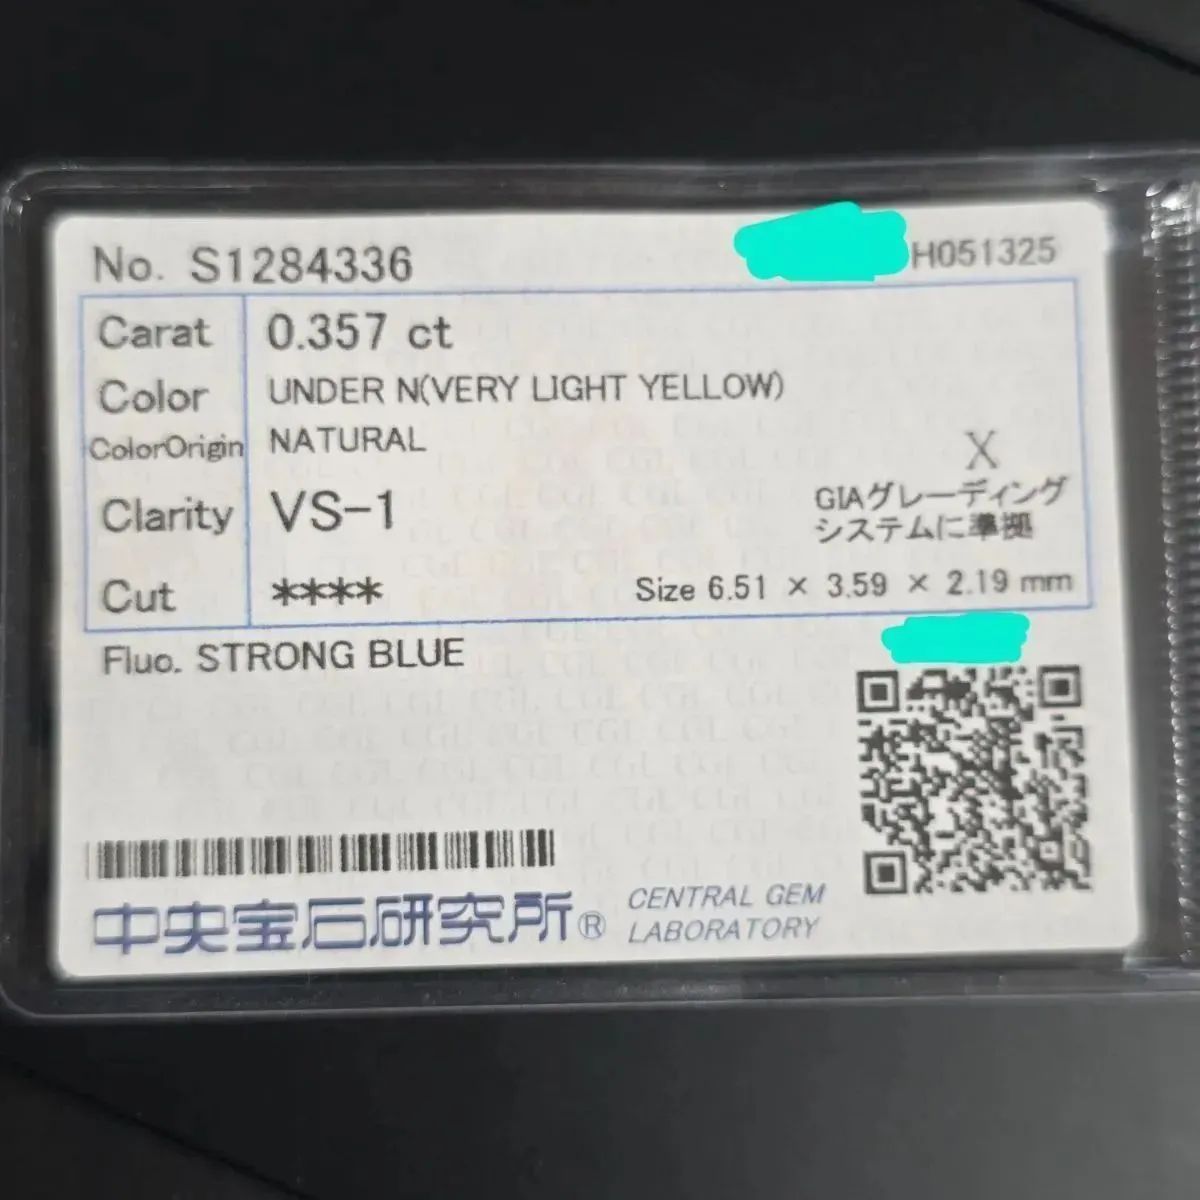 No. S1284336 H051325
Carat 0.357 ct
Color UNDER N(VERY LIGHT YELLOW)
ColorOrigin NATURAL
Clarity VS-1
X
GIAグレーディング
システムに準拠
Cut ****
Size 6.51 × 3.59 × 2.19 mm
Fluo. STRONG BLUE
中央宝石研究所®
CENTRAL GEM
LABORATORY